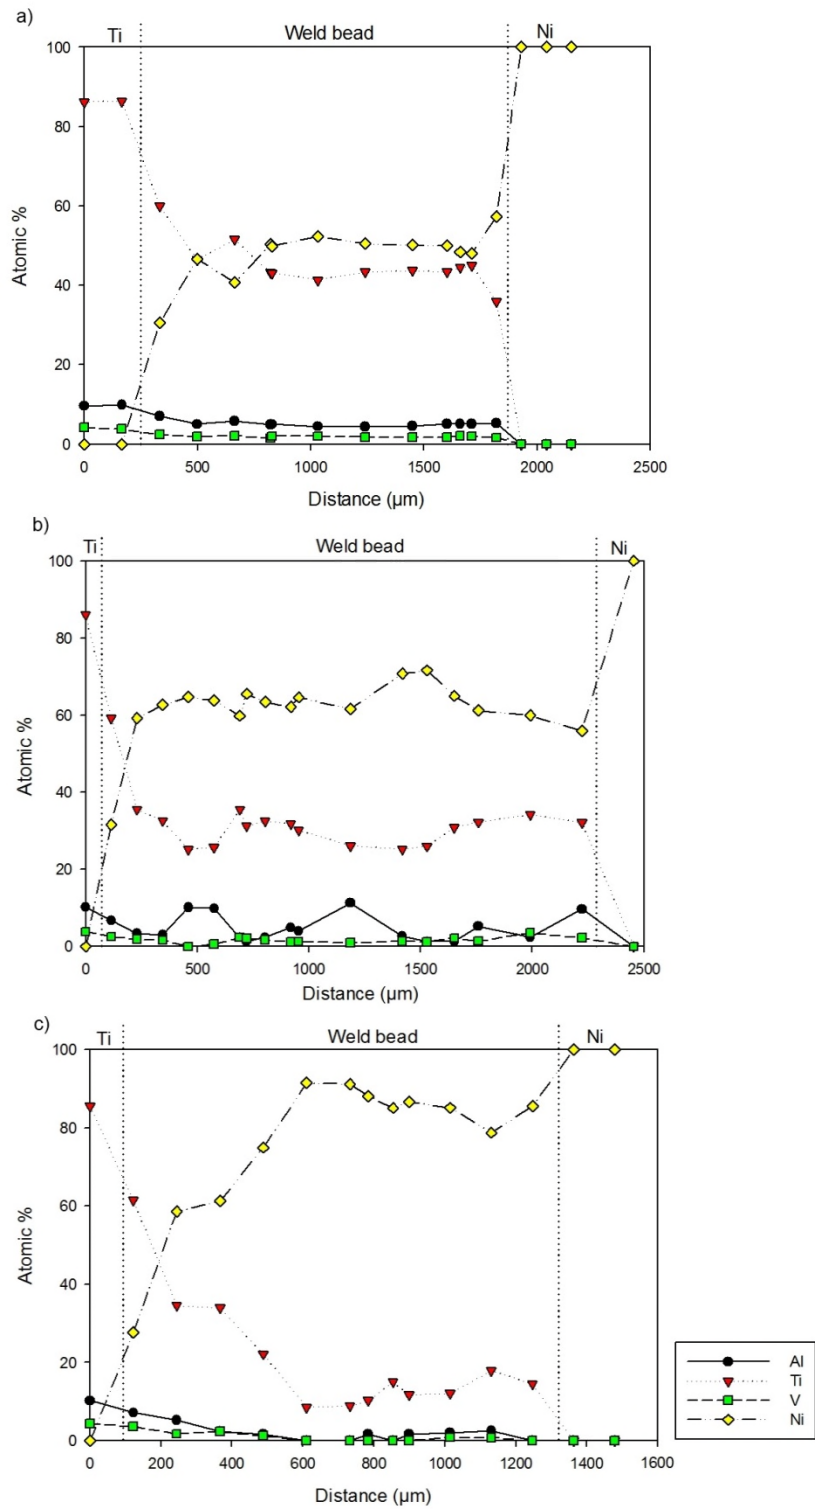 a)
Ti Weld bead Ni
100
80
60
40
20
0
Atomic %
0 500 1000 1500 2000 2500
Distance (µm)
b)
Ti Weld bead Ni
100
80
60
40
20
0
Atomic %
0 500 1000 1500 2000 2500
Distance (µm)
c)
Ti Weld bead Ni
100
80
60
40
20
0
Atomic %
0 200 400 600 800 1000 1200 1400 1600
Distance (µm)
Al
Ti
V
Ni